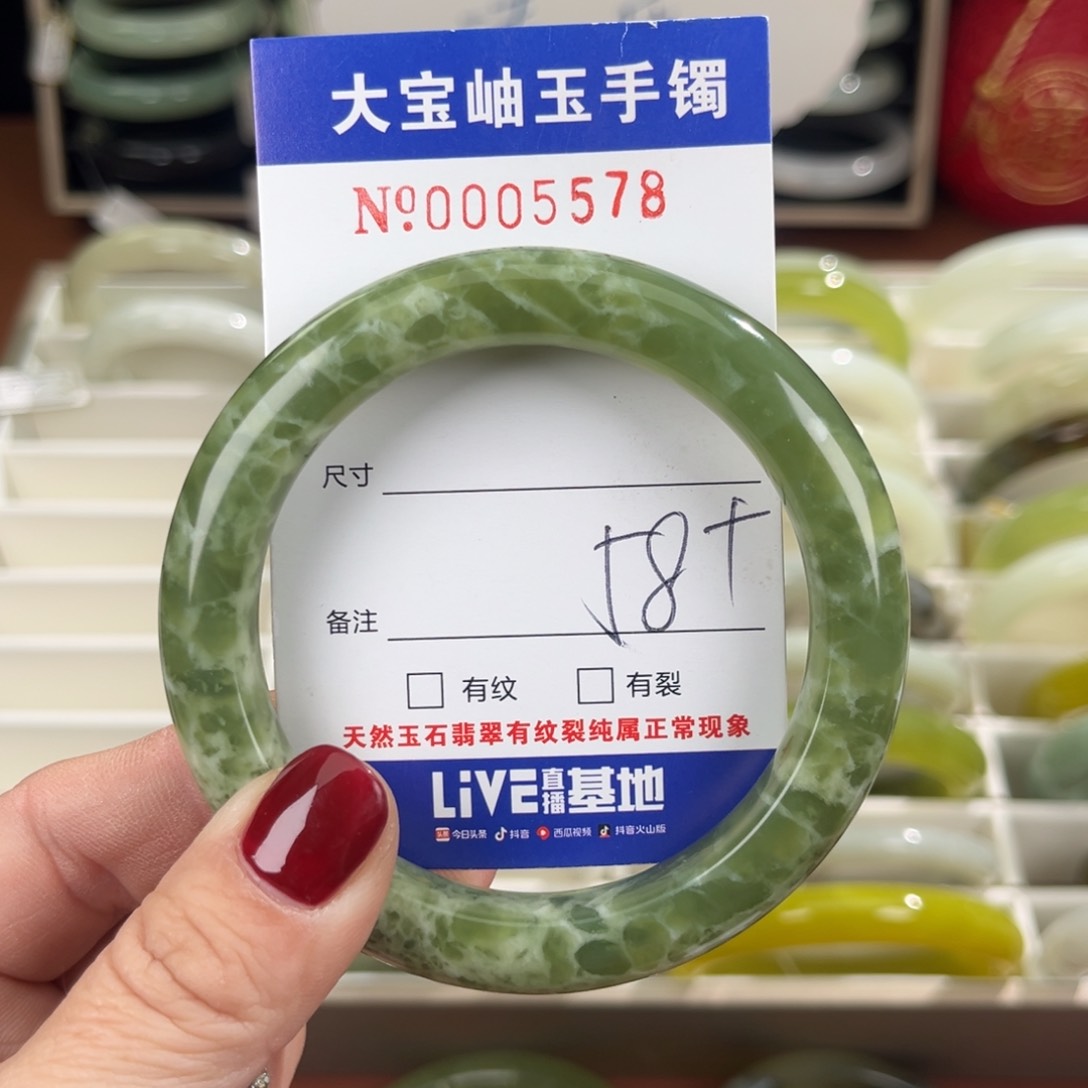 大宝岫玉手镯
№0005578
尺寸
58+
备注
有纹 有裂
天然玉石翡翠有纹裂纯属正常现象
LiVE直播基地
头条 今日头条 抖音 西瓜视频 抖音火山版